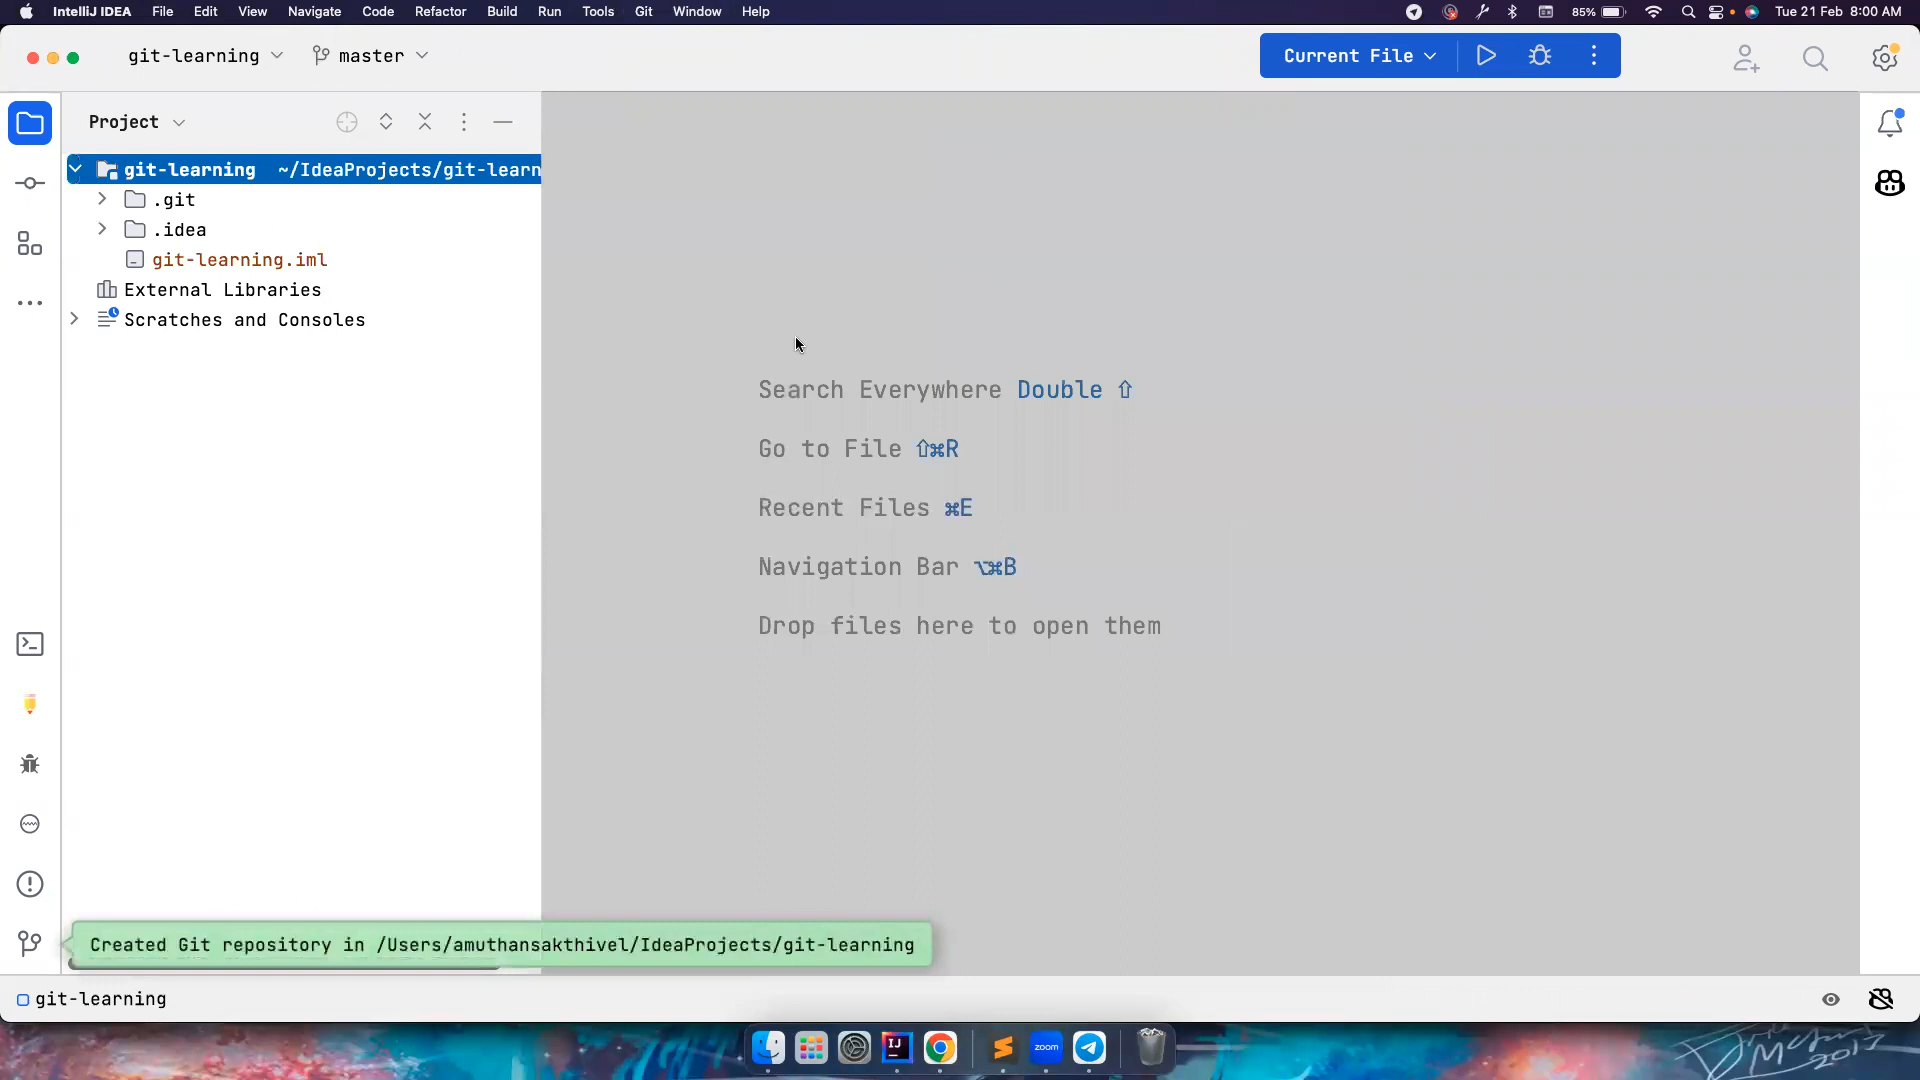 IntelliJ IDEA File Edit View Navigate Code Refactor Build Run Tools Git Window Help 85% Tue 21 Feb 8:00 AM
git-learning master Current File
Project
git-learning ~/IdeaProjects/git-learn
.git
.idea
git-learning.iml
External Libraries
Scratches and Consoles
Search Everywhere Double ⇧
Go to File ⇧⌘R
Recent Files ⌘E
Navigation Bar ⌥⌘B
Drop files here to open them
Created Git repository in /Users/amuthansakthivel/IdeaProjects/git-learning
git-learning
IJ
zoom
2017